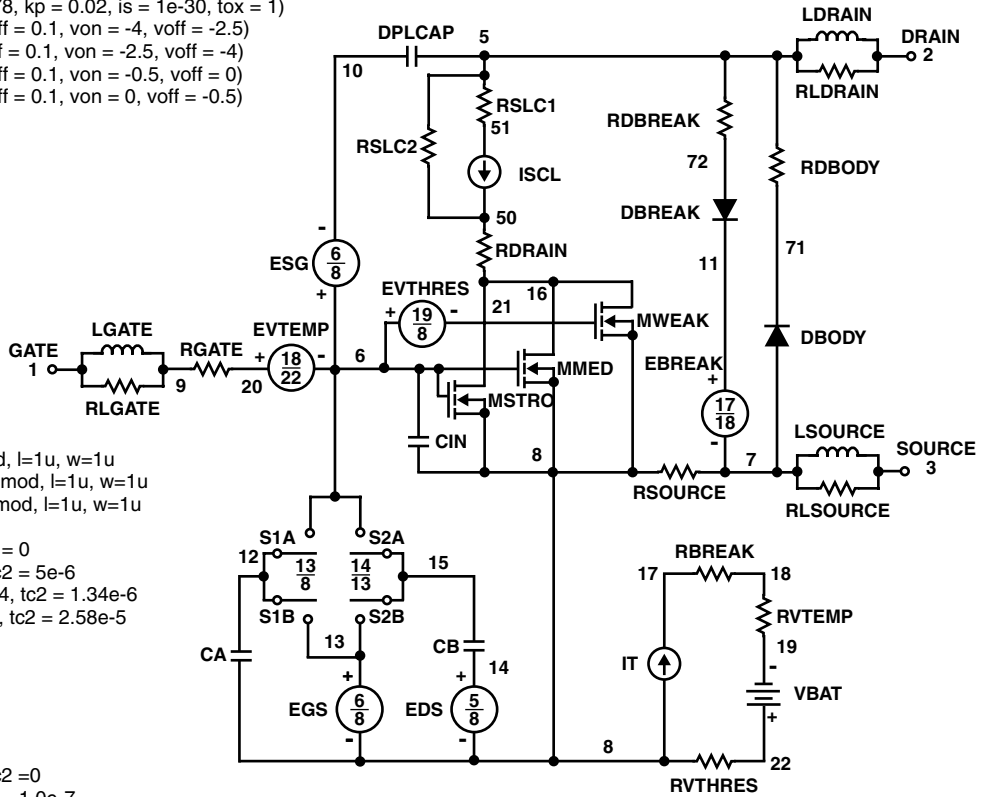 78, kp = 0.02, is = 1e-30, tox = 1)
ff = 0.1, von = -4, voff = -2.5)
f = 0.1, von = -2.5, voff = -4)
ff = 0.1, von = -0.5, voff = 0)
ff = 0.1, von = 0, voff = -0.5)
d, l=1u, w=1u
mod, l=1u, w=1u
mod, l=1u, w=1u
= 0
c2 = 5e-6
4, tc2 = 1.34e-6
, tc2 = 2.58e-5
c2 =0
LDRAIN
DPLCAP
5
DRAIN
2
10
RLDRAIN
RSLC1
51
RDBREAK
RSLC2
72
RDBODY
ISCL
DBREAK
50
-
71
RDRAIN
ESG
6
8
11
+
EVTHRES
16
21
+
19
8
-
MWEAK
LGATE
EVTEMP
DBODY
GATE
1
RGATE
+
18
22
-
6
MMED
EBREAK
+
9
20
MSTRO
17
18
RLGATE
-
LSOURCE
CIN
8
SOURCE
7
3
RSOURCE
RLSOURCE
S1A
S2A
12
13
8
14
13
15
RBREAK
17
18
S1B
S2B
RVTEMP
13
CB
19
CA
IT
-
14
+
+
VBAT
EGS
6
8
EDS
5
8
+
-
-
8
22
RVTHRES